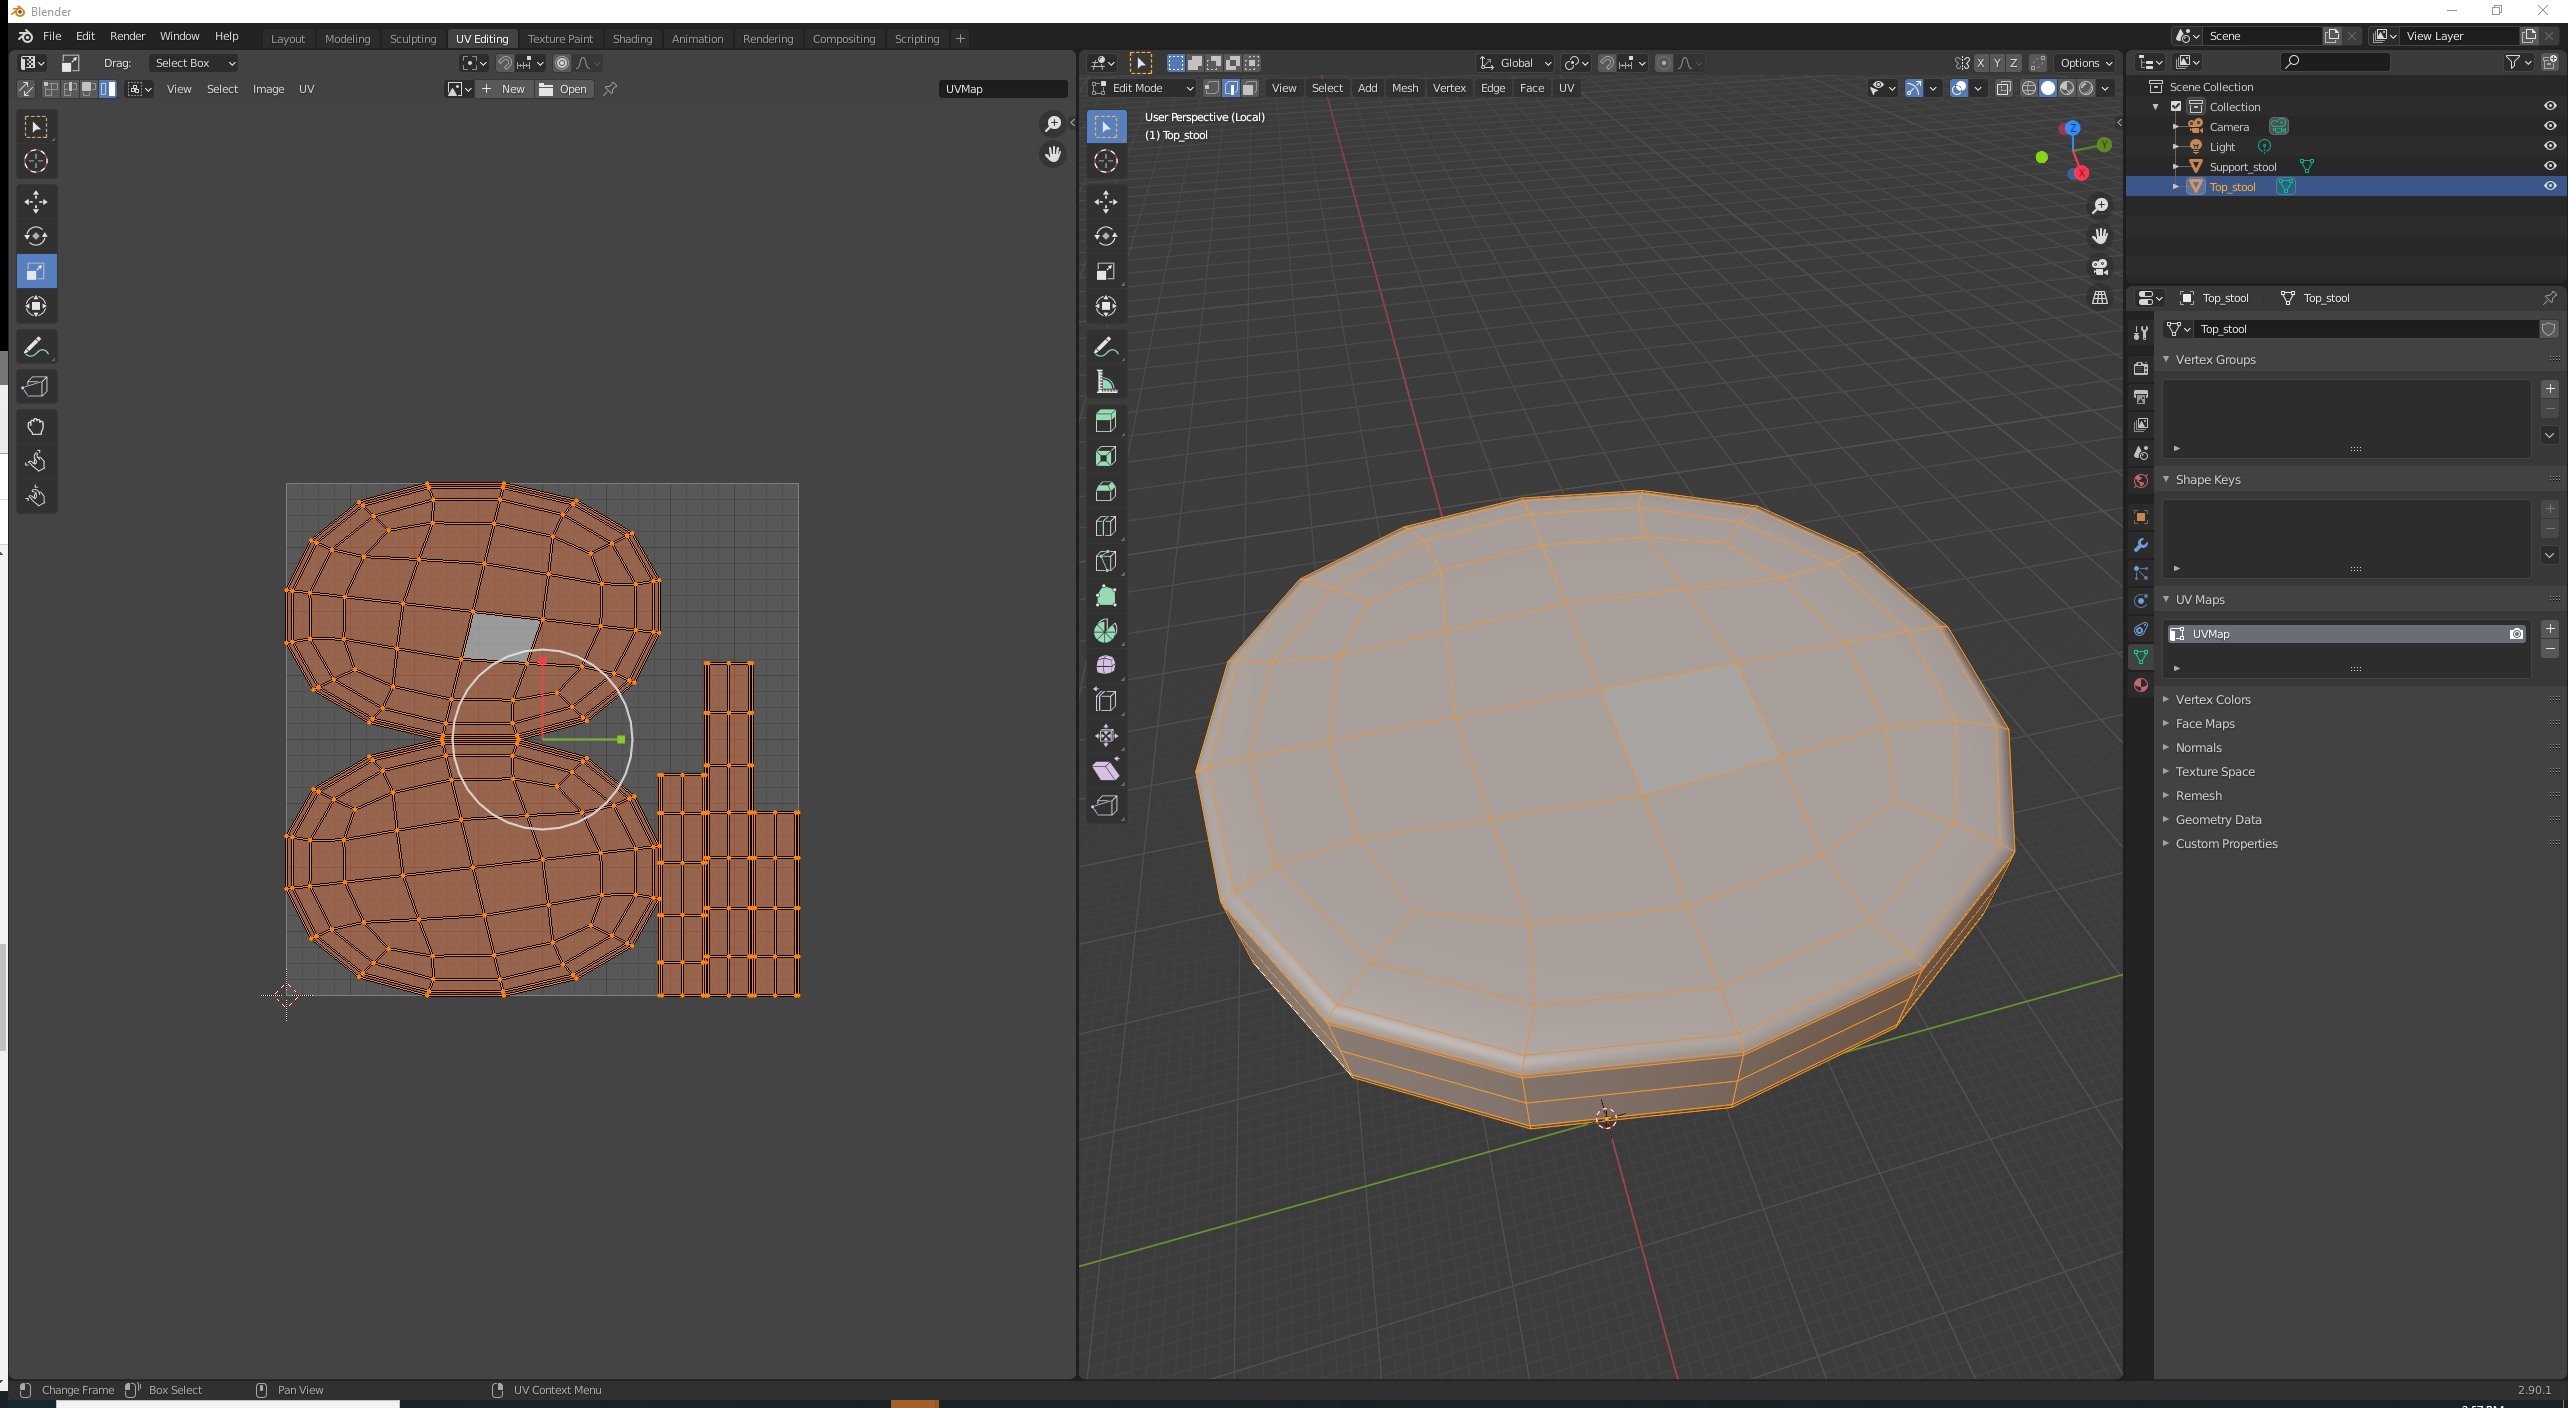 Blender
File Edit Render Window Help Layout Modeling Sculpting UV Editing Texture Paint Shading Animation Rendering Compositing Scripting + Scene View Layer
Drag: Select Box Global X Y Z Options
View Select Image UV New Open UVMap Edit Mode View Select Add Mesh Vertex Edge Face UV
User Perspective (Local)
(1) Top_stool
Z
Y
X
Scene Collection
Collection
Camera
Light
Support_stool
Top_stool
Top_stool Top_stool
Top_stool
Vertex Groups
Shape Keys
UV Maps
UVMap
Vertex Colors
Face Maps
Normals
Texture Space
Remesh
Geometry Data
Custom Properties
Change Frame Box Select Pan View UV Context Menu 2.90.1